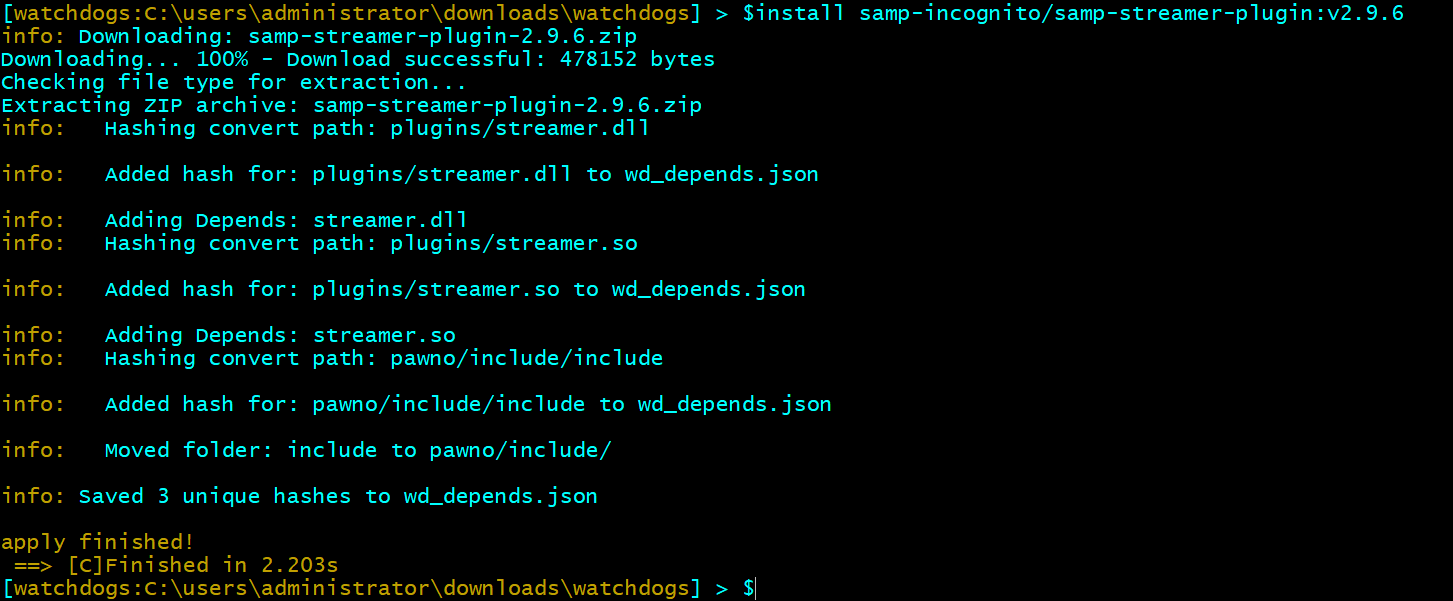 [watchdogs:C:\users\administrator\downloads\watchdogs] > $install samp-incognito/samp-streamer-plugin:v2.9.6
info: Downloading: samp-streamer-plugin-2.9.6.zip
Downloading... 100% - Download successful: 478152 bytes
Checking file type for extraction...
Extracting ZIP archive: samp-streamer-plugin-2.9.6.zip
info:   Hashing convert path: plugins/streamer.dll
info:   Added hash for: plugins/streamer.dll to wd_depends.json
info:   Adding Depends: streamer.dll
info:   Hashing convert path: plugins/streamer.so
info:   Added hash for: plugins/streamer.so to wd_depends.json
info:   Adding Depends: streamer.so
info:   Hashing convert path: pawno/include/include
info:   Added hash for: pawno/include/include to wd_depends.json
info:   Moved folder: include to pawno/include/
info: Saved 3 unique hashes to wd_depends.json
apply finished!
 ==> [C]Finished in 2.203s
[watchdogs:C:\users\administrator\downloads\watchdogs] > $